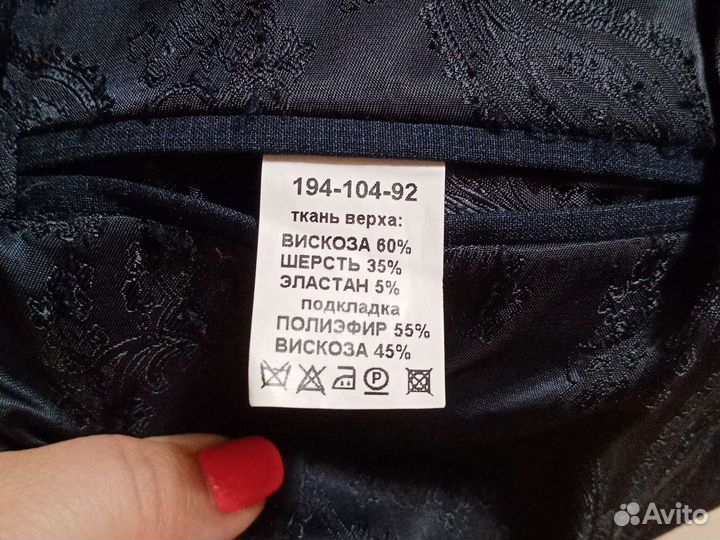 194-104-92
ткань верха:
ВИСКОЗА 60%
ШЕРСТЬ 35%
ЭЛАСТАН 5%
подкладка
ПОЛИЭФИР 55%
ВИСКОЗА 45%
P
Avito